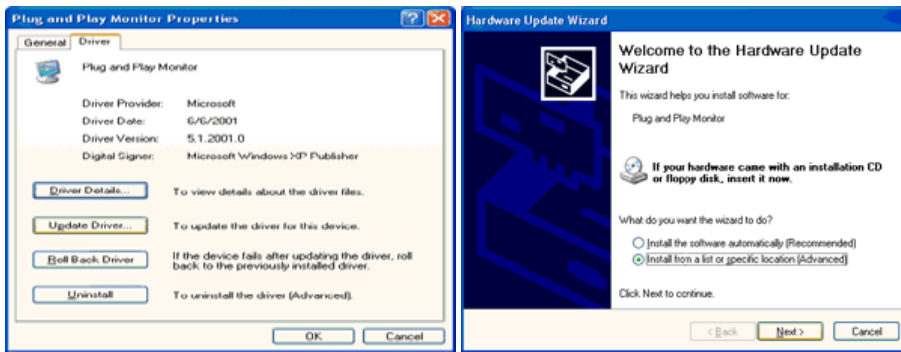 Plug and Play Monitor Properties
General
Driver
Plug and Play Monitor
Driver Provider: Microsoft
Driver Date: 6/6/2001
Driver Version: 5.1.2001.0
Digital Signer: Microsoft Windows XP Publisher
Driver Details...
To view details about the driver files.
Update Driver...
To update the driver for this device.
Roll Back Driver
If the device fails after updating the driver, roll
back to the previously installed driver.
Uninstall
To uninstall the driver (Advanced).
OK
Cancel
Hardware Update Wizard
Welcome to the Hardware Update
Wizard
This wizard helps you install software for:
Plug and Play Monitor
If your hardware came with an installation CD
or floppy disk, insert it now.
What do you want the wizard to do?
Install the software automatically (Recommended)
Install from a list or specific location (Advanced)
Click Next to continue.
< Back
Next >
Cancel